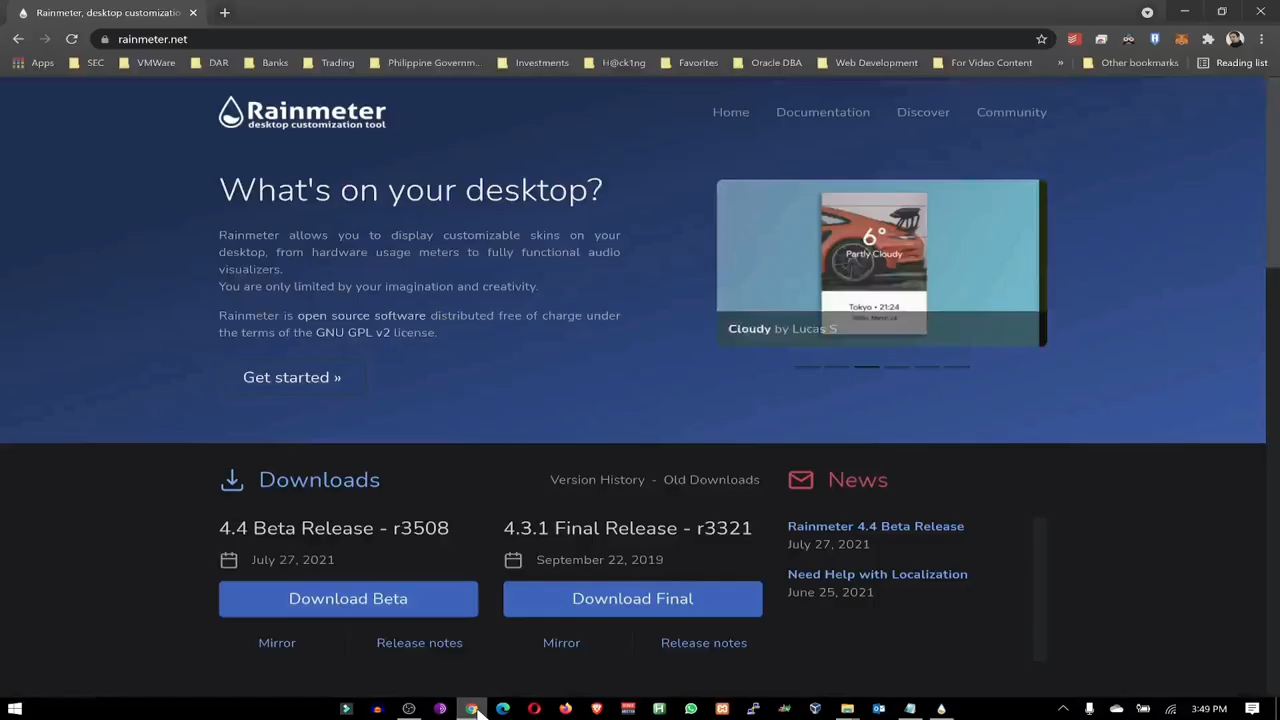 Rainmeter, desktop customizatio
rainmeter.net
Apps
SEC
VMWare
DAR
Banks
Trading
Philippine Governm...
Investments
H@ck1ng
Favorites
Oracle DBA
Web Development
For Video Content
»
Other bookmarks
Reading list
Rainmeter
desktop customization tool
Home
Documentation
Discover
Community
What's on your desktop?
Rainmeter allows you to display customizable skins on your
desktop, from hardware usage meters to fully functional audio
visualizers.
You are only limited by your imagination and creativity.
Rainmeter is open source software distributed free of charge under
the terms of the GNU GPL v2 license.
Get started »
6°
Partly Cloudy
Tokyo • 21:24
Cloudy by Lucas S
Downloads
Version History - Old Downloads
News
4.4 Beta Release - r3508
July 27, 2021
Download Beta
Mirror
Release notes
4.3.1 Final Release - r3321
September 22, 2019
Download Final
Mirror
Release notes
Rainmeter 4.4 Beta Release
July 27, 2021
Need Help with Localization
June 25, 2021
3:49 PM